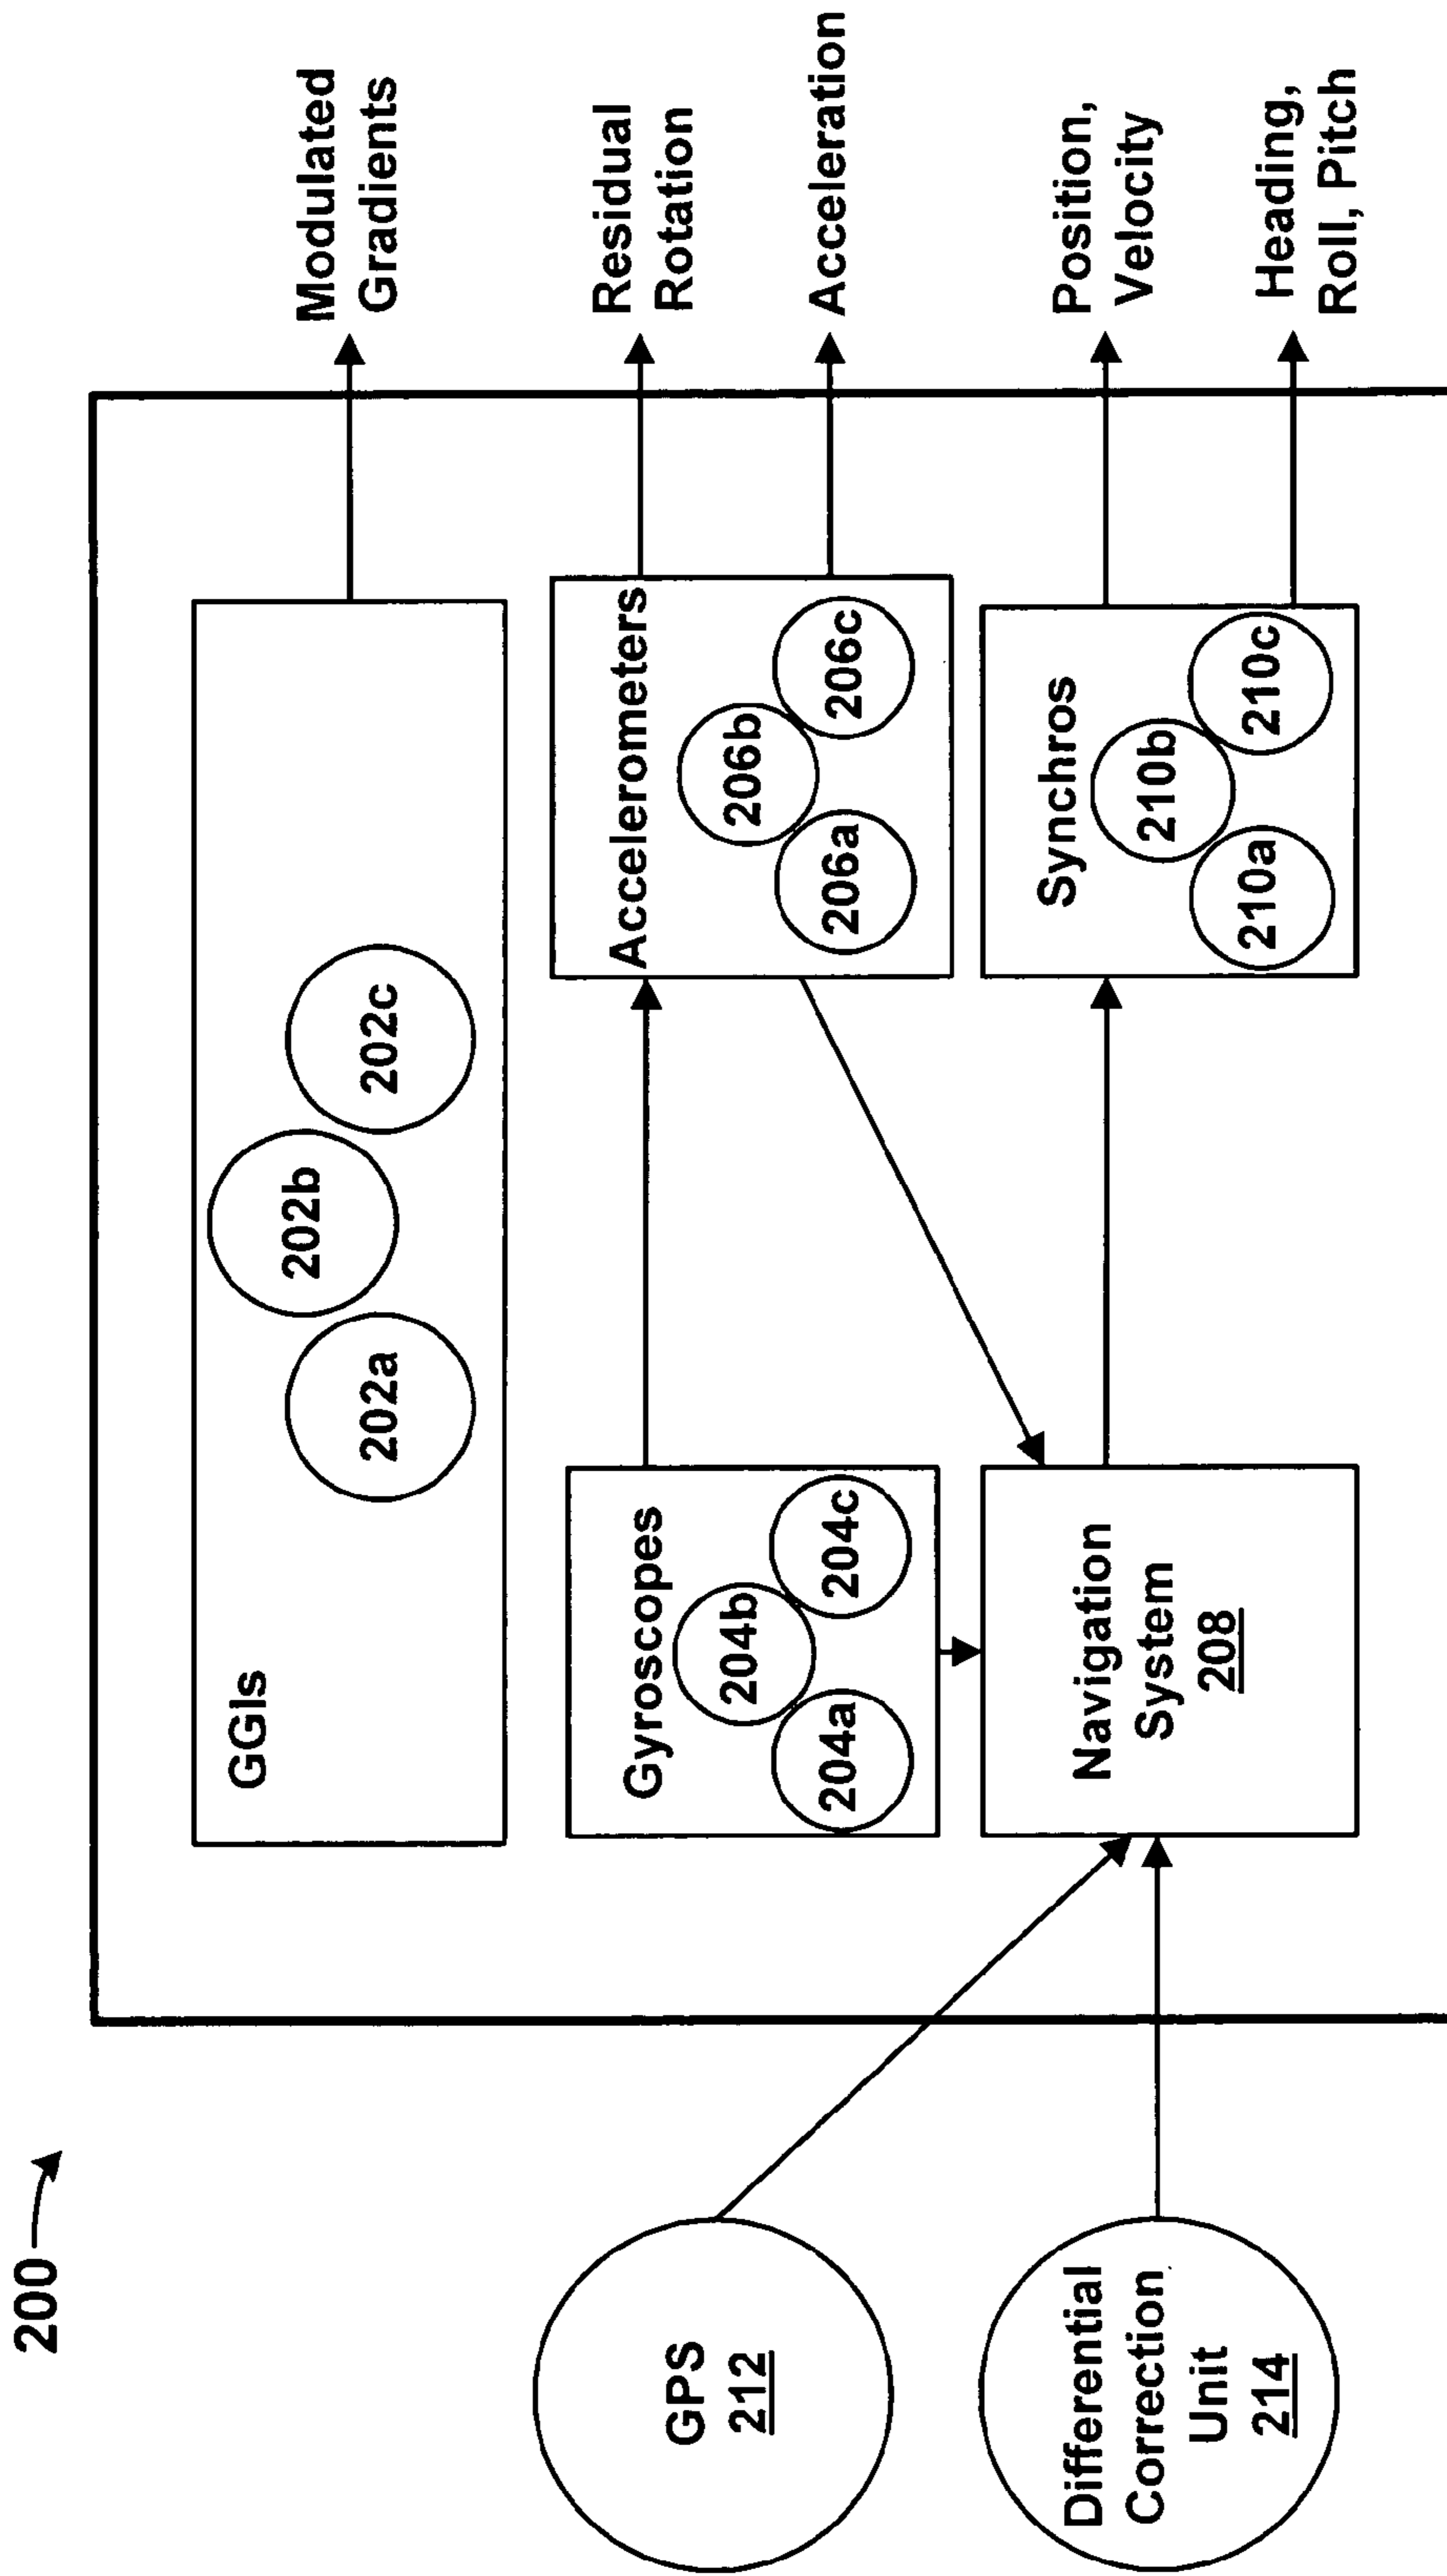 200
GGIs
202a
202b
202c
Modulated
Gradients
Gyroscopes
204a
204b
204c
Accelerometers
206a
206b
206c
Residual
Rotation
Acceleration
GPS
212
Differential
Correction
Unit
214
Navigation
System
208
Synchros
210a
210b
210c
Position,
Velocity
Heading,
Roll, Pitch